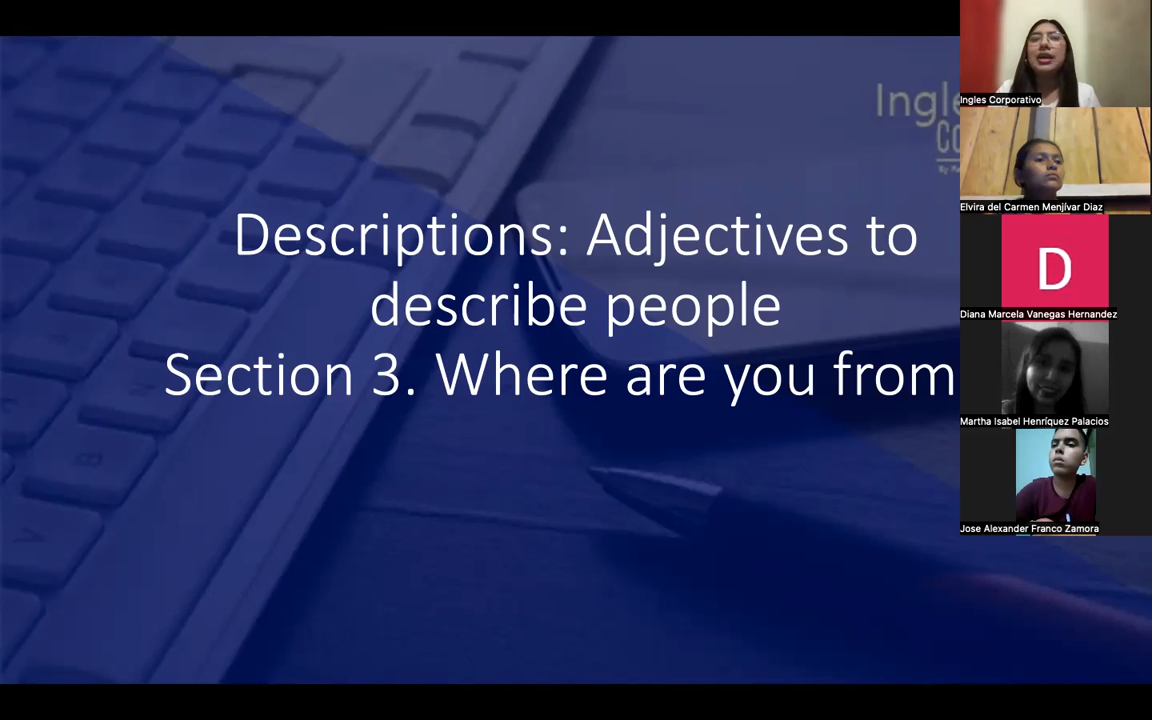 Descriptions: Adjectives to
describe people
Section 3. Where are you from
Ingles Corporativo
Elvira del Carmen Menjívar Diaz
D
Diana Marcela Vanegas Hernandez
Martha Isabel Henríquez Palacios
Jose Alexander Franco Zamora